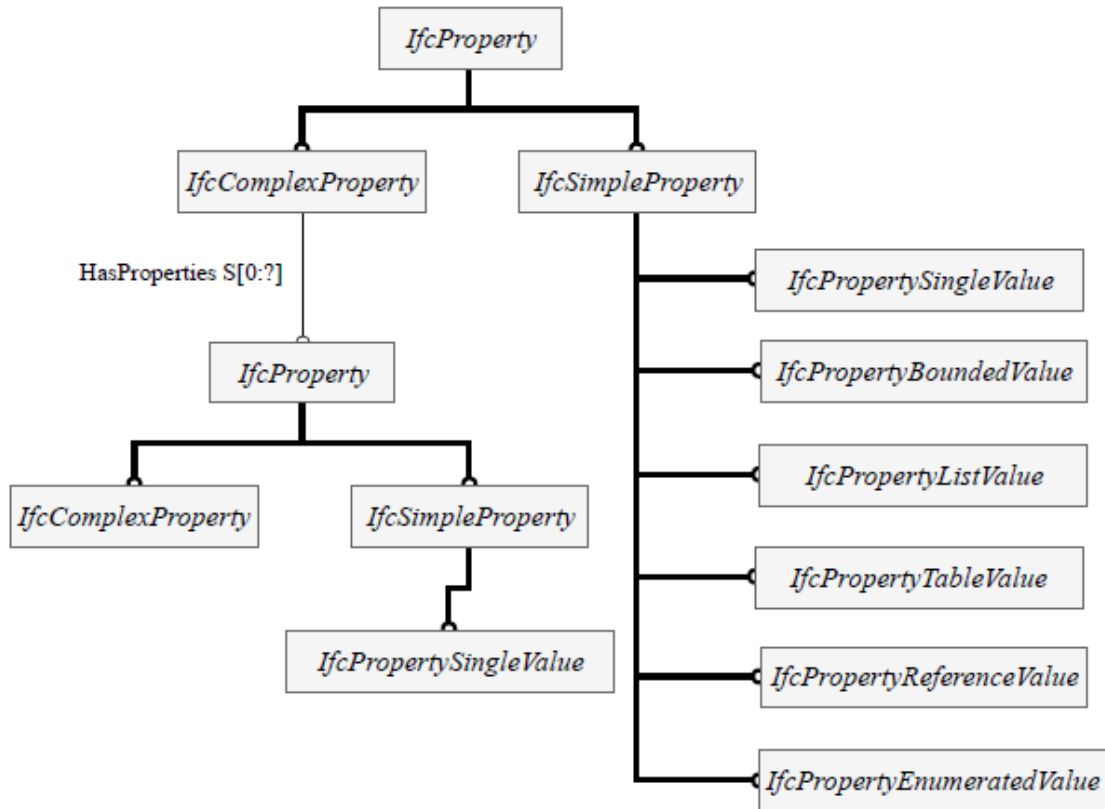 IfcProperty
IfcComplexProperty
IfcSimpleProperty
HasProperties S[0:?]
IfcPropertySingleValue
IfcProperty
IfcPropertyBoundedValue
IfcPropertyListValue
IfcComplexProperty
IfcSimpleProperty
IfcPropertyTableValue
IfcPropertySingleValue
IfcPropertyReferenceValue
IfcPropertyEnumeratedValue